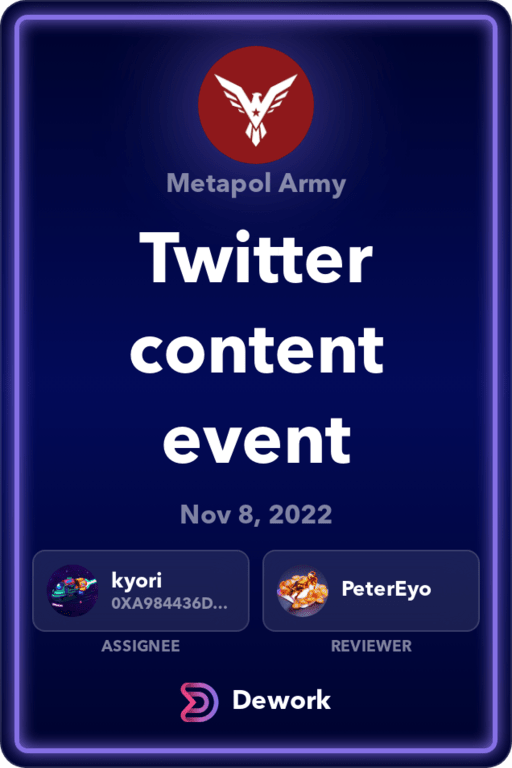 Metapol Army
Twitter
content
event
Nov 8, 2022
kyori
0XA984436D...
PeterEyo
ASSIGNEE
REVIEWER
Dework